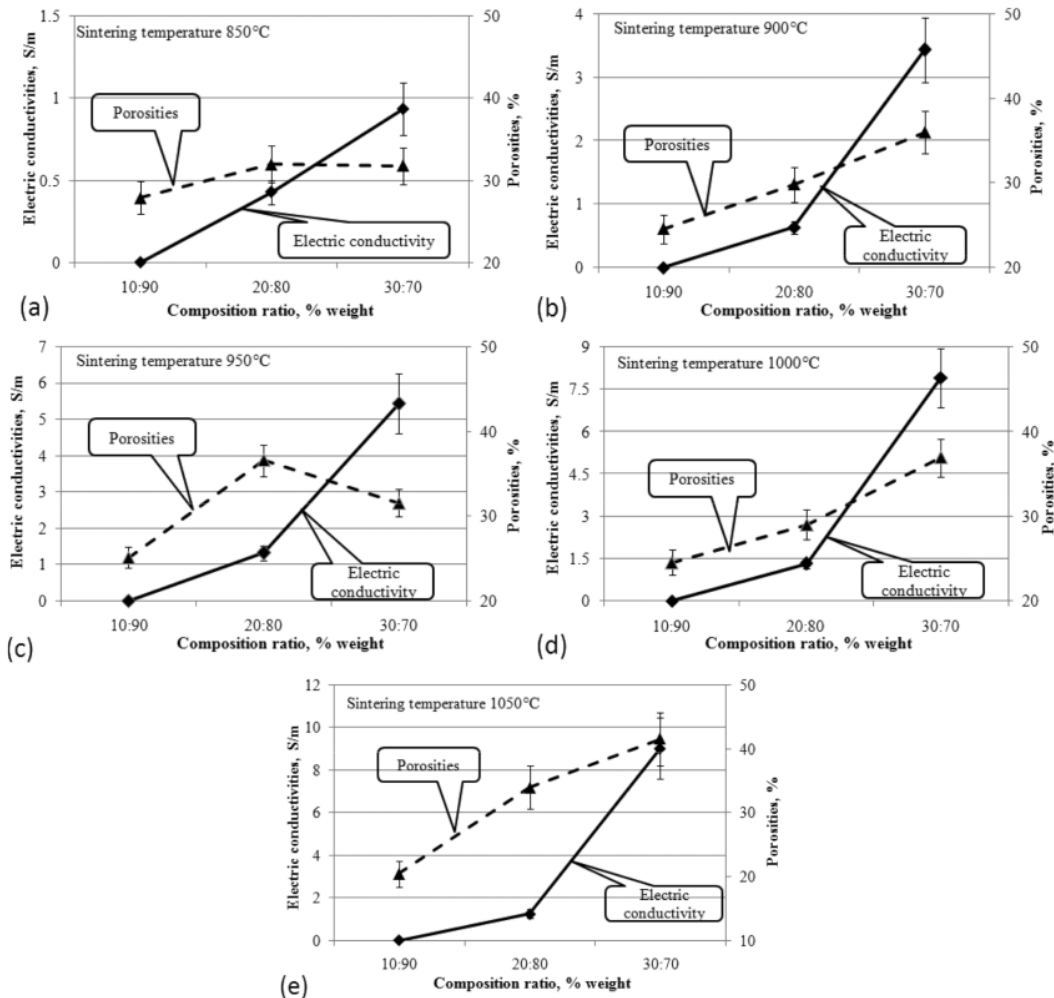 Sintering temperature 850°C
Electric conductivities, S/m
1.5
1
0.5
0
Porosities
Electric conductivity
50
40
30
20
Porosities, %
10:90 20:80 30:70
Composition ratio, % weight
(a)
Sintering temperature 900°C
Electric conductivities, S/m
4
3
2
1
0
Porosities
Electric
conductivity
50
40
30
20
Porosities, %
10:90 20:80 30:70
Composition ratio, % weight
(b)
Sintering temperature 950°C
Electric conductivities, S/m
7
6
5
4
3
2
1
0
Porosities
Electric
conductivity
50
40
30
20
Porosities, %
10:90 20:80 30:70
Composition ratio, % weight
(c)
Sintering temperature 1000°C
Electric conductivities, S/m
9
7.5
6
4.5
3
1.5
0
Porosities
Electric
conductivity
50
40
30
20
Porosities, %
10:90 20:80 30:70
Composition ratio, % weight
(d)
Sintering temperature 1050°C
Electric conductivities, S/m
12
10
8
6
4
2
0
Porosities
Electric
conductivity
50
40
30
20
10
Porosities, %
10:90 20:80 30:70
Composition ratio, % weight
(e)